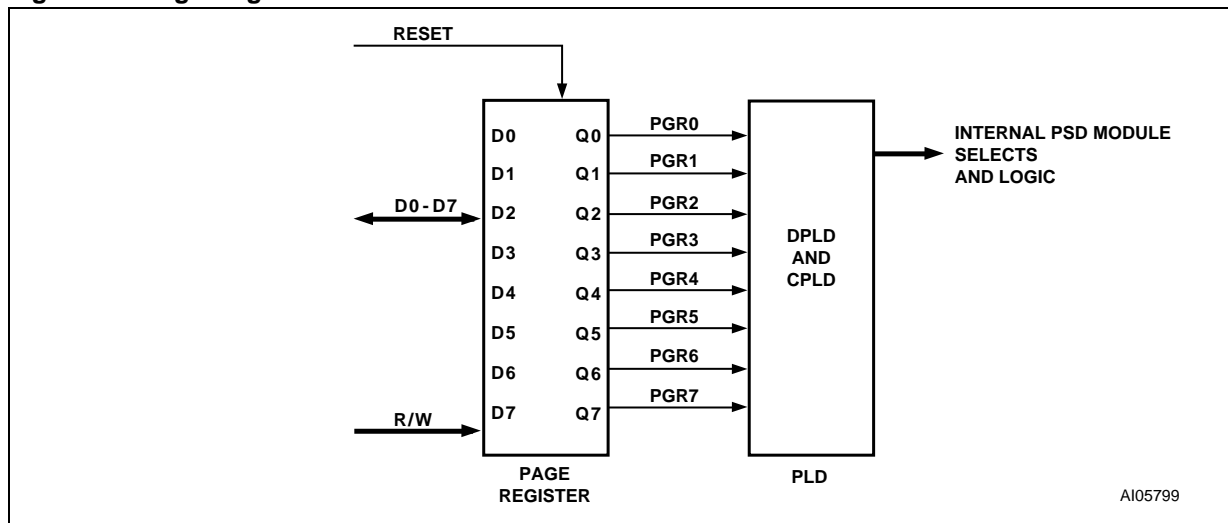 RESET
D0 Q0 PGR0
D1 Q1 PGR1
D0-D7 D2 Q2 PGR2
D3 Q3 PGR3
D4 Q4 PGR4
D5 Q5 PGR5
D6 Q6 PGR6
R/W D7 Q7 PGR7
PAGE
REGISTER
DPLD
AND
CPLD
PLD
INTERNAL PSD MODULE
SELECTS
AND LOGIC
AI05799